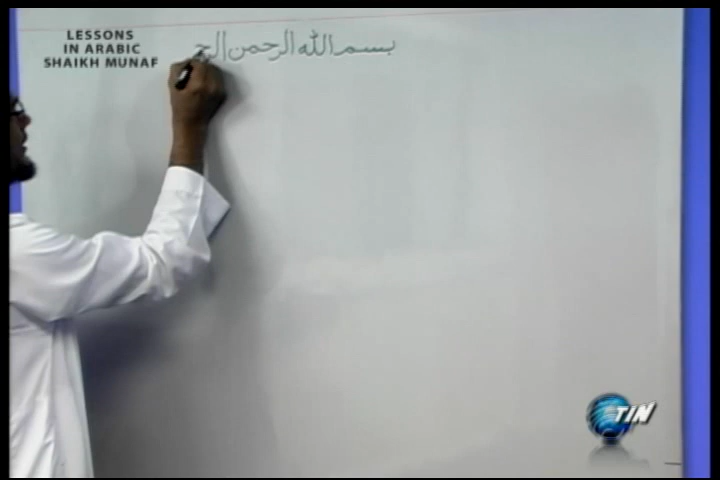 LESSONS
IN ARABIC
SHAIKH MUNAF
بسم الله الرحمن الرح
TIN